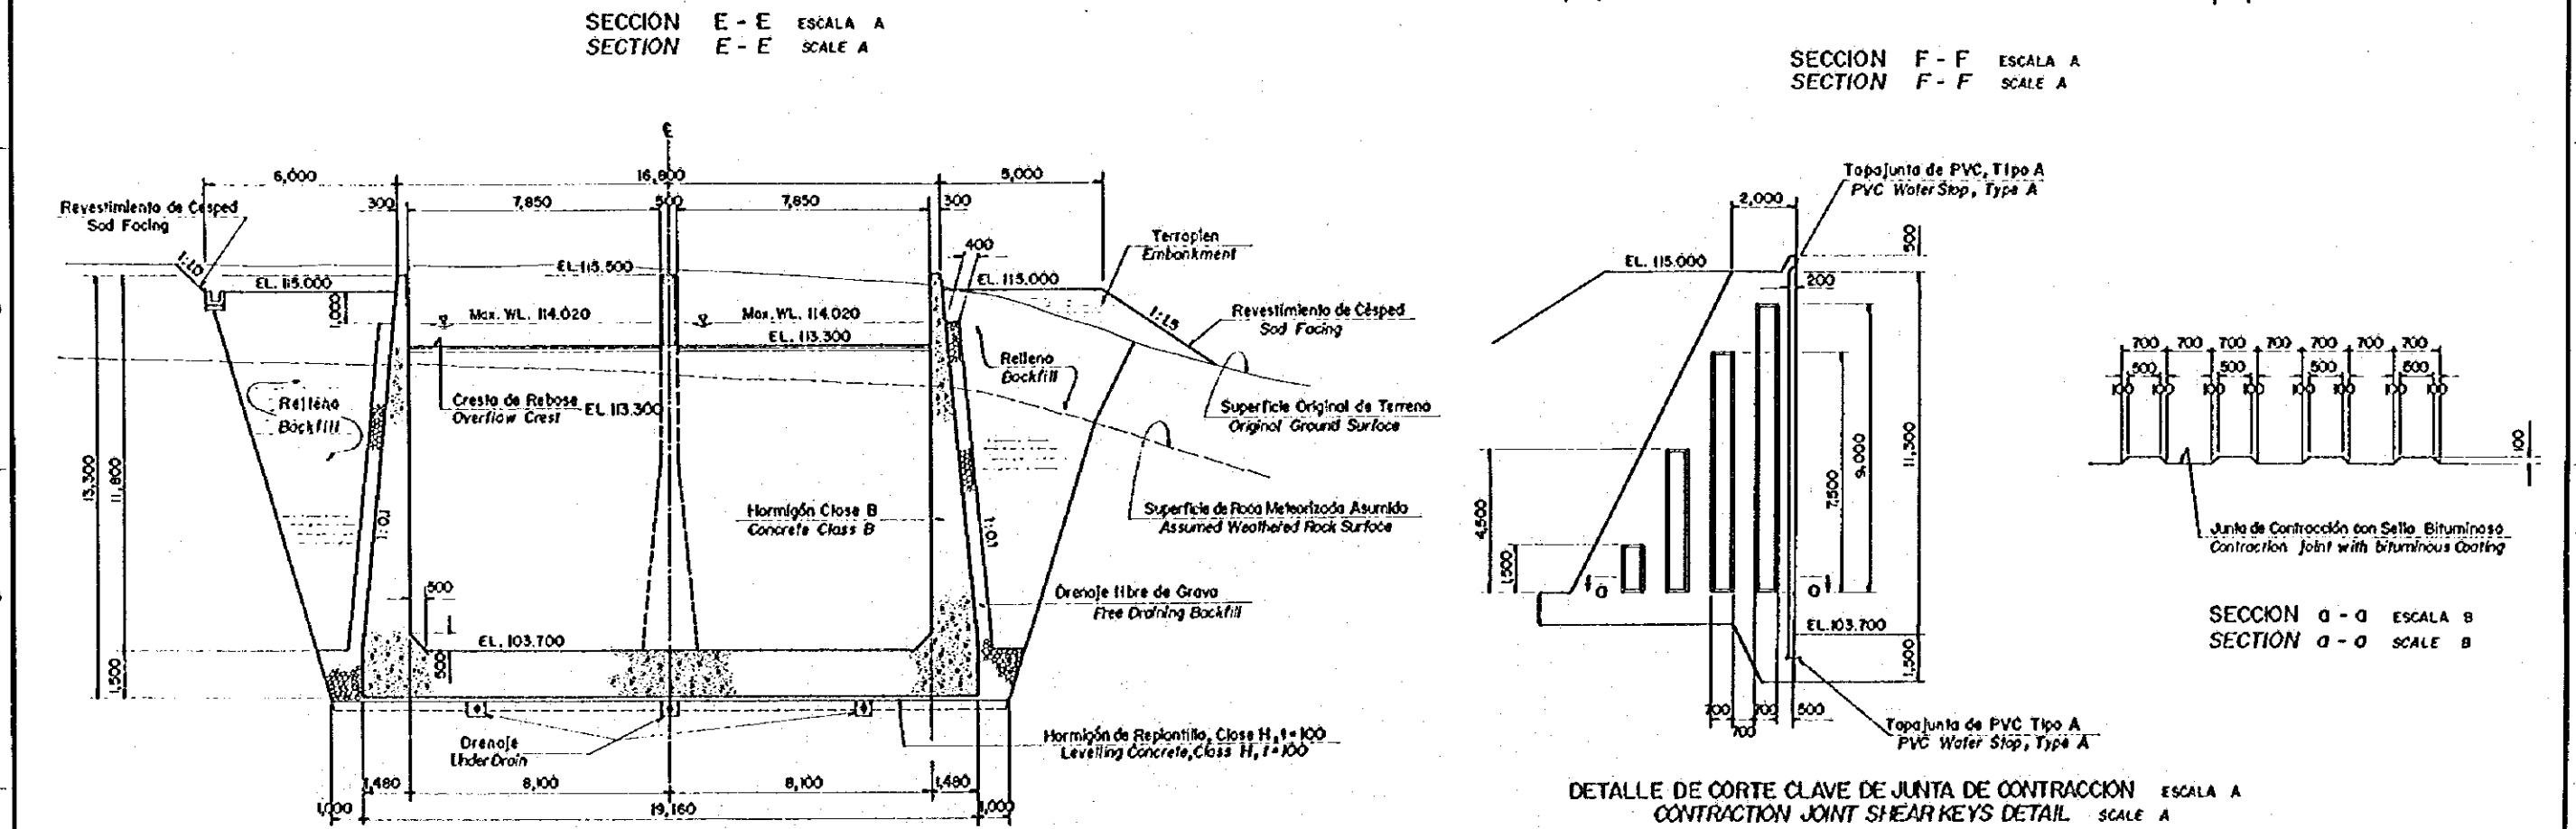 SECCION E - E ESCALA A
SECTION E - E SCALE A
SECCION F - F ESCALA A
SECTION F - F SCALE A
6,000
16,800
5,000
300
7,850
500
7,850
300
400
Revestimiento de Césped
Sod Facing
1:1.0
EL. 115.000
EL. 115.500
EL. 115.000
Terraplen
Embankment
1:1.5
Revestimiento de Césped
Sod Facing
1,000
Max. WL. 114.020
Max. WL. 114.020
EL. 113.300
Relleno
Backfill
Relleno
Backfill
Cresta de Rebose
Overflow Crest
EL. 113.300
Superficie Original de Terreno
Original Ground Surface
13,300
11,800
1,500
1:0.1
1:0.1
Hormigón Clase B
Concrete Class B
Superficie de Roca Meteorizada Asumida
Assumed Weathered Rock Surface
500
500
EL. 103.700
Drenaje libre de Grava
Free Draining Backfill
Drenaje
Under Drain
Hormigón de Replantillo, Clase H, t=100
Levelling Concrete, Class H, t=100
1,480
8,100
8,100
1,480
1,000
19,160
1,000
Tapajunta de PVC, Tipo A
PVC Water Stop, Type A
2,000
500
EL. 115.000
200
4,500
1,500
7,500
9,000
11,300
a
a
EL. 103.700
1,500
700
700
700
500
Tapajunta de PVC Tipo A
PVC Water Stop, Type A
DETALLE DE CORTE CLAVE DE JUNTA DE CONTRACCION ESCALA A
CONTRACTION JOINT SHEAR KEYS DETAIL SCALE A
700 700 700 700 700 700 700
500 500 500 500
100 100 100 100 100 100 100 100
100
Junta de Contracción con Sello Bituminoso
Contraction Joint with bituminous Coating
SECCION a - a ESCALA B
SECTION a - a SCALE B